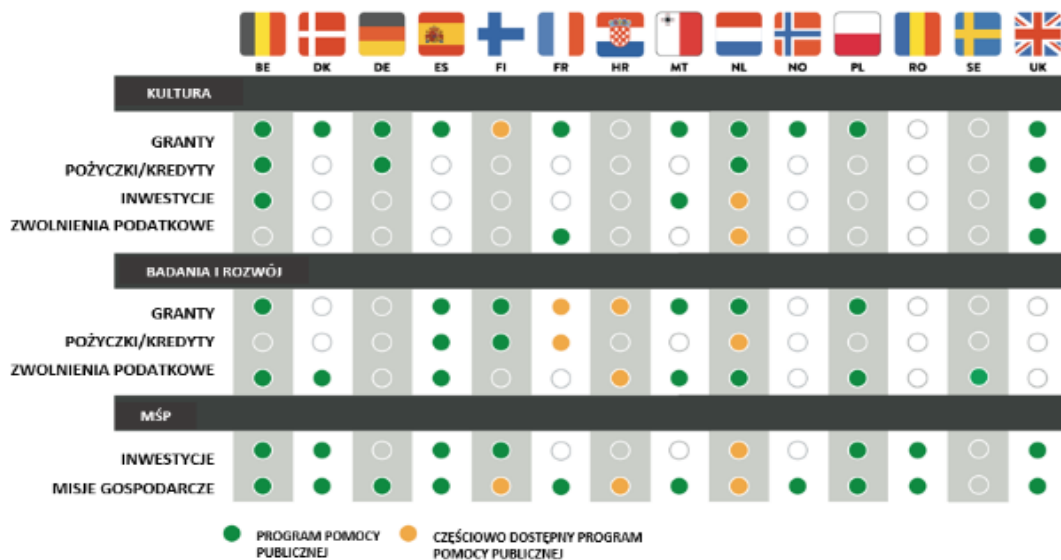 BE DK DE ES FI FR HR MT NL NO PL RO SE UK
KULTURA
GRANTY
POŻYCZKI/KREDYTY
INWESTYCJE
ZWOLNIENIA PODATKOWE
BADANIA I ROZWÓJ
GRANTY
POŻYCZKI/KREDYTY
ZWOLNIENIA PODATKOWE
MŚP
INWESTYCJE
MISJE GOSPODARCZE
PROGRAM POMOCY
PUBLICZNEJ
CZĘŚCIOWO DOSTĘPNY PROGRAM
POMOCY PUBLICZNEJ